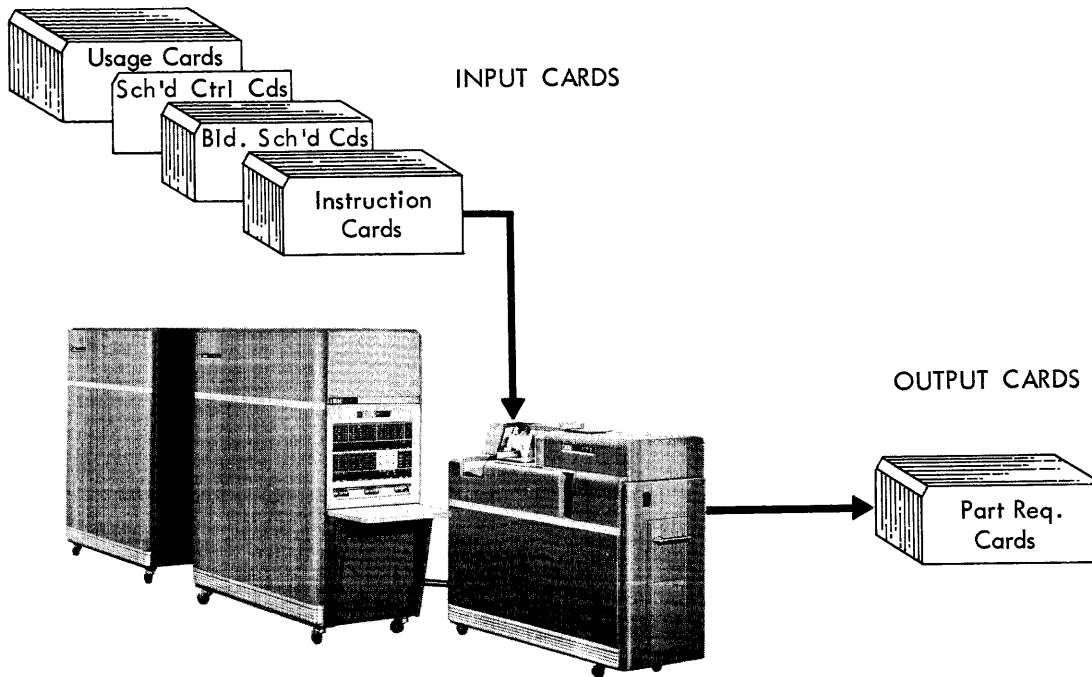 Usage Cards
Sch'd Ctrl Cds
Bld. Sch'd Cds
Instruction
Cards
INPUT CARDS
OUTPUT CARDS
Part Req.
Cards